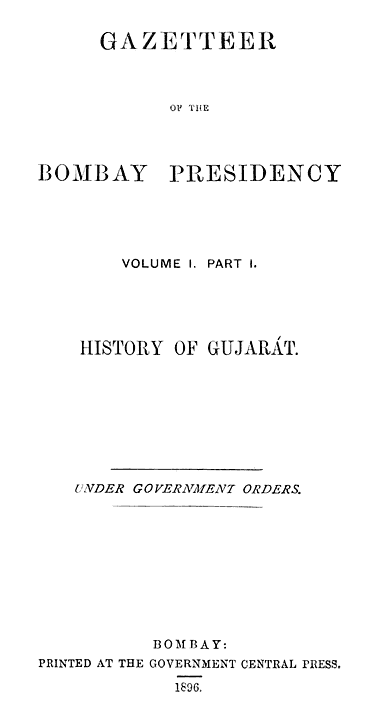 GAZETTEER
OF THE
BOMBAY PRESIDENCY
VOLUME I. PART I.
HISTORY OF GUJARÁT.
UNDER GOVERNMENT ORDERS.
BOMBAY:
PRINTED AT THE GOVERNMENT CENTRAL PRESS.
1896.